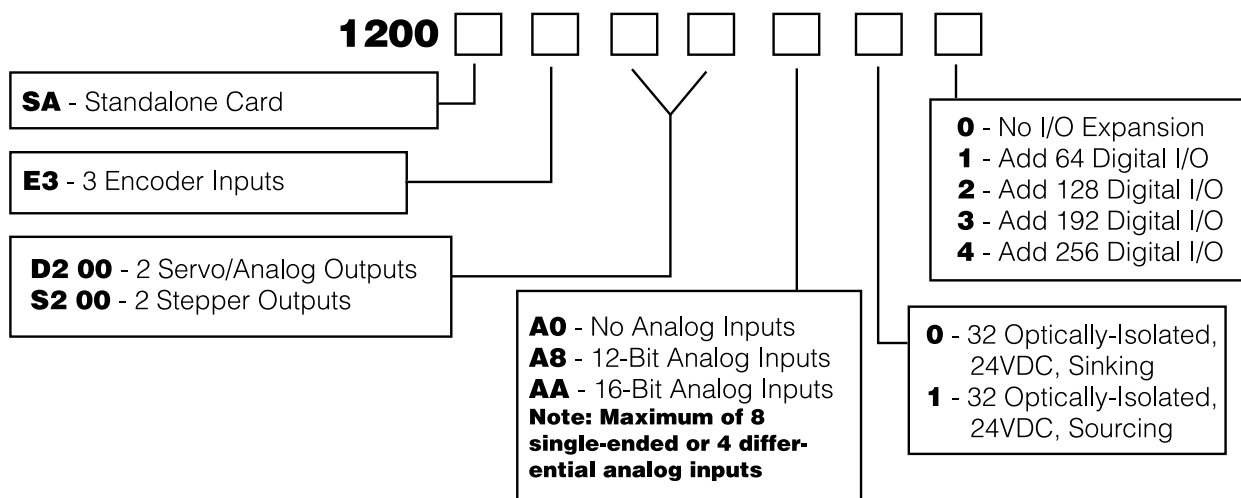 1200
SA - Standalone Card
E3 - 3 Encoder Inputs
D2 00 - 2 Servo/Analog Outputs
S2 00 - 2 Stepper Outputs
A0 - No Analog Inputs
A8 - 12-Bit Analog Inputs
AA - 16-Bit Analog Inputs
Note: Maximum of 8
single-ended or 4 differ-
ential analog inputs
0 - 32 Optically-Isolated,
24VDC, Sinking
1 - 32 Optically-Isolated,
24VDC, Sourcing
0 - No I/O Expansion
1 - Add 64 Digital I/O
2 - Add 128 Digital I/O
3 - Add 192 Digital I/O
4 - Add 256 Digital I/O